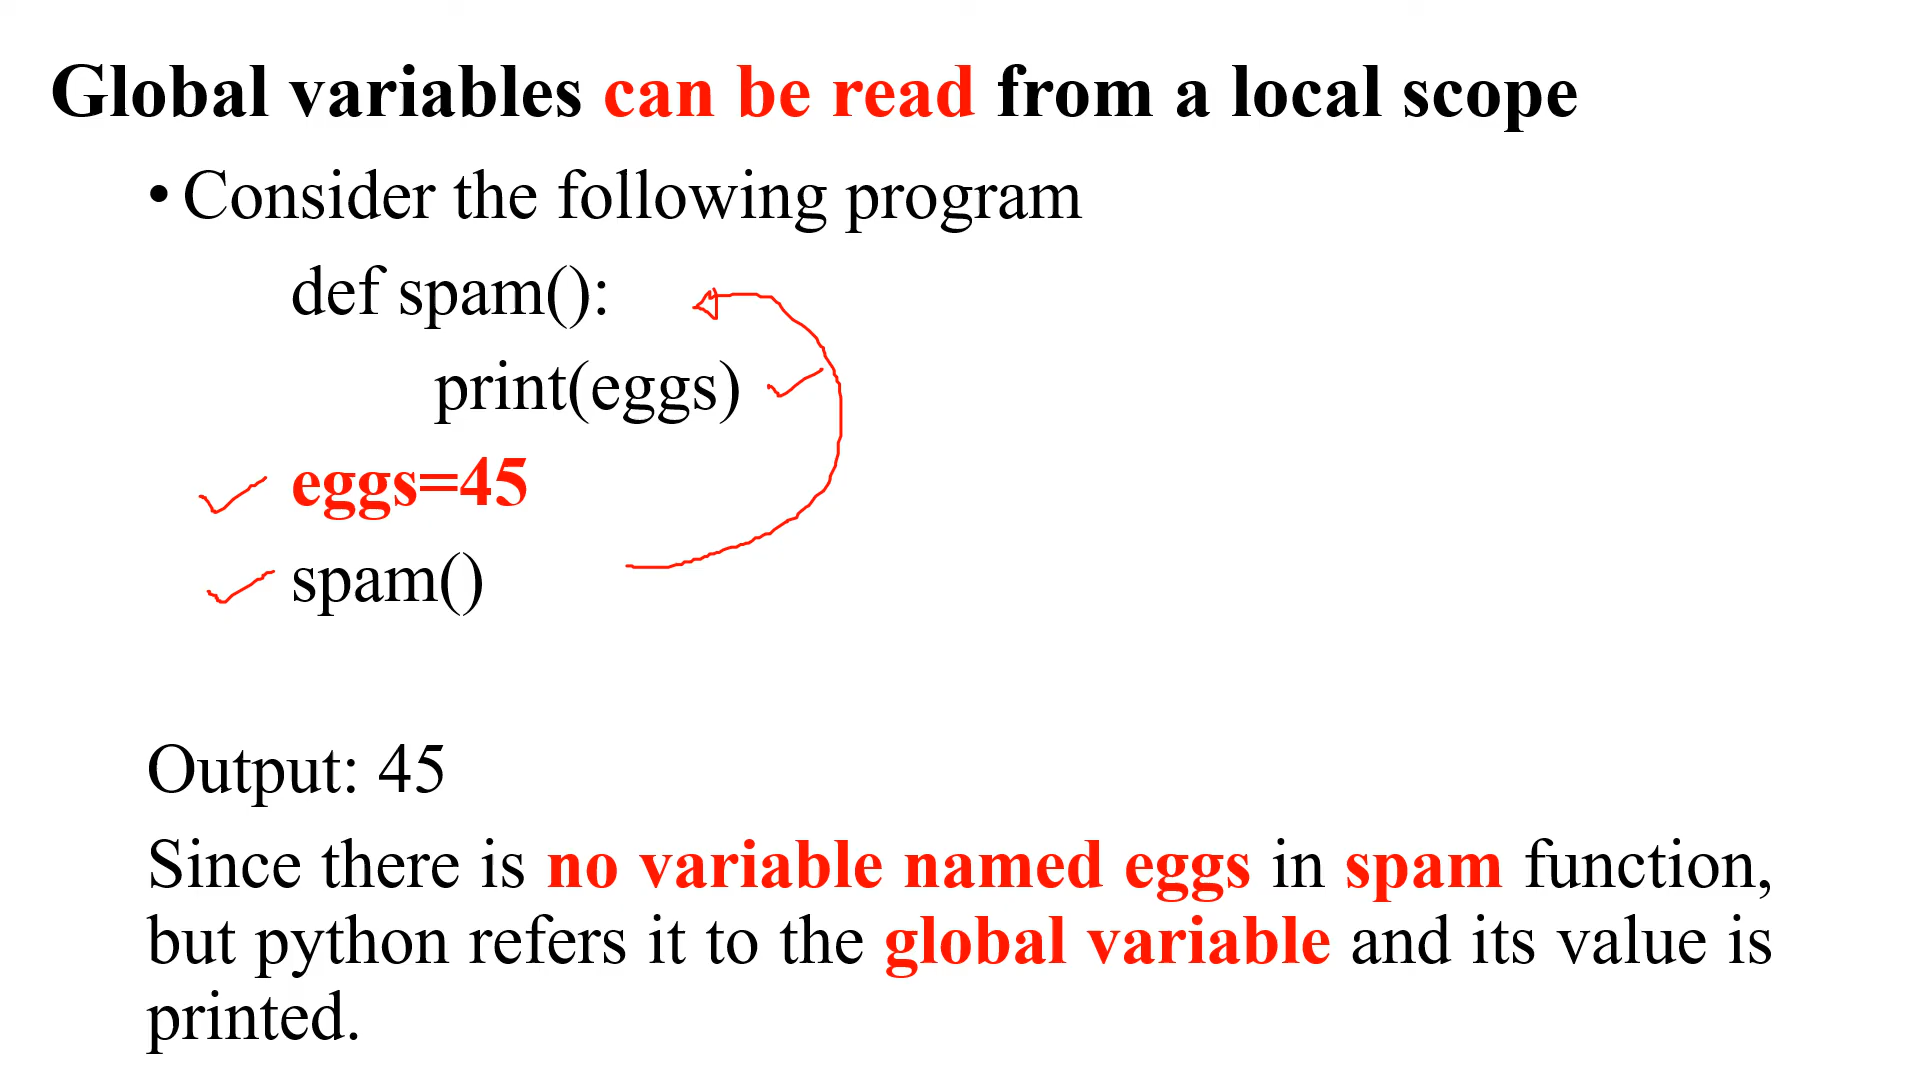 Global variables can be read from a local scope
• Consider the following program
def spam():
print(eggs)
eggs=45
spam()
Output: 45
Since there is no variable named eggs in spam function,
but python refers it to the global variable and its value is
printed.